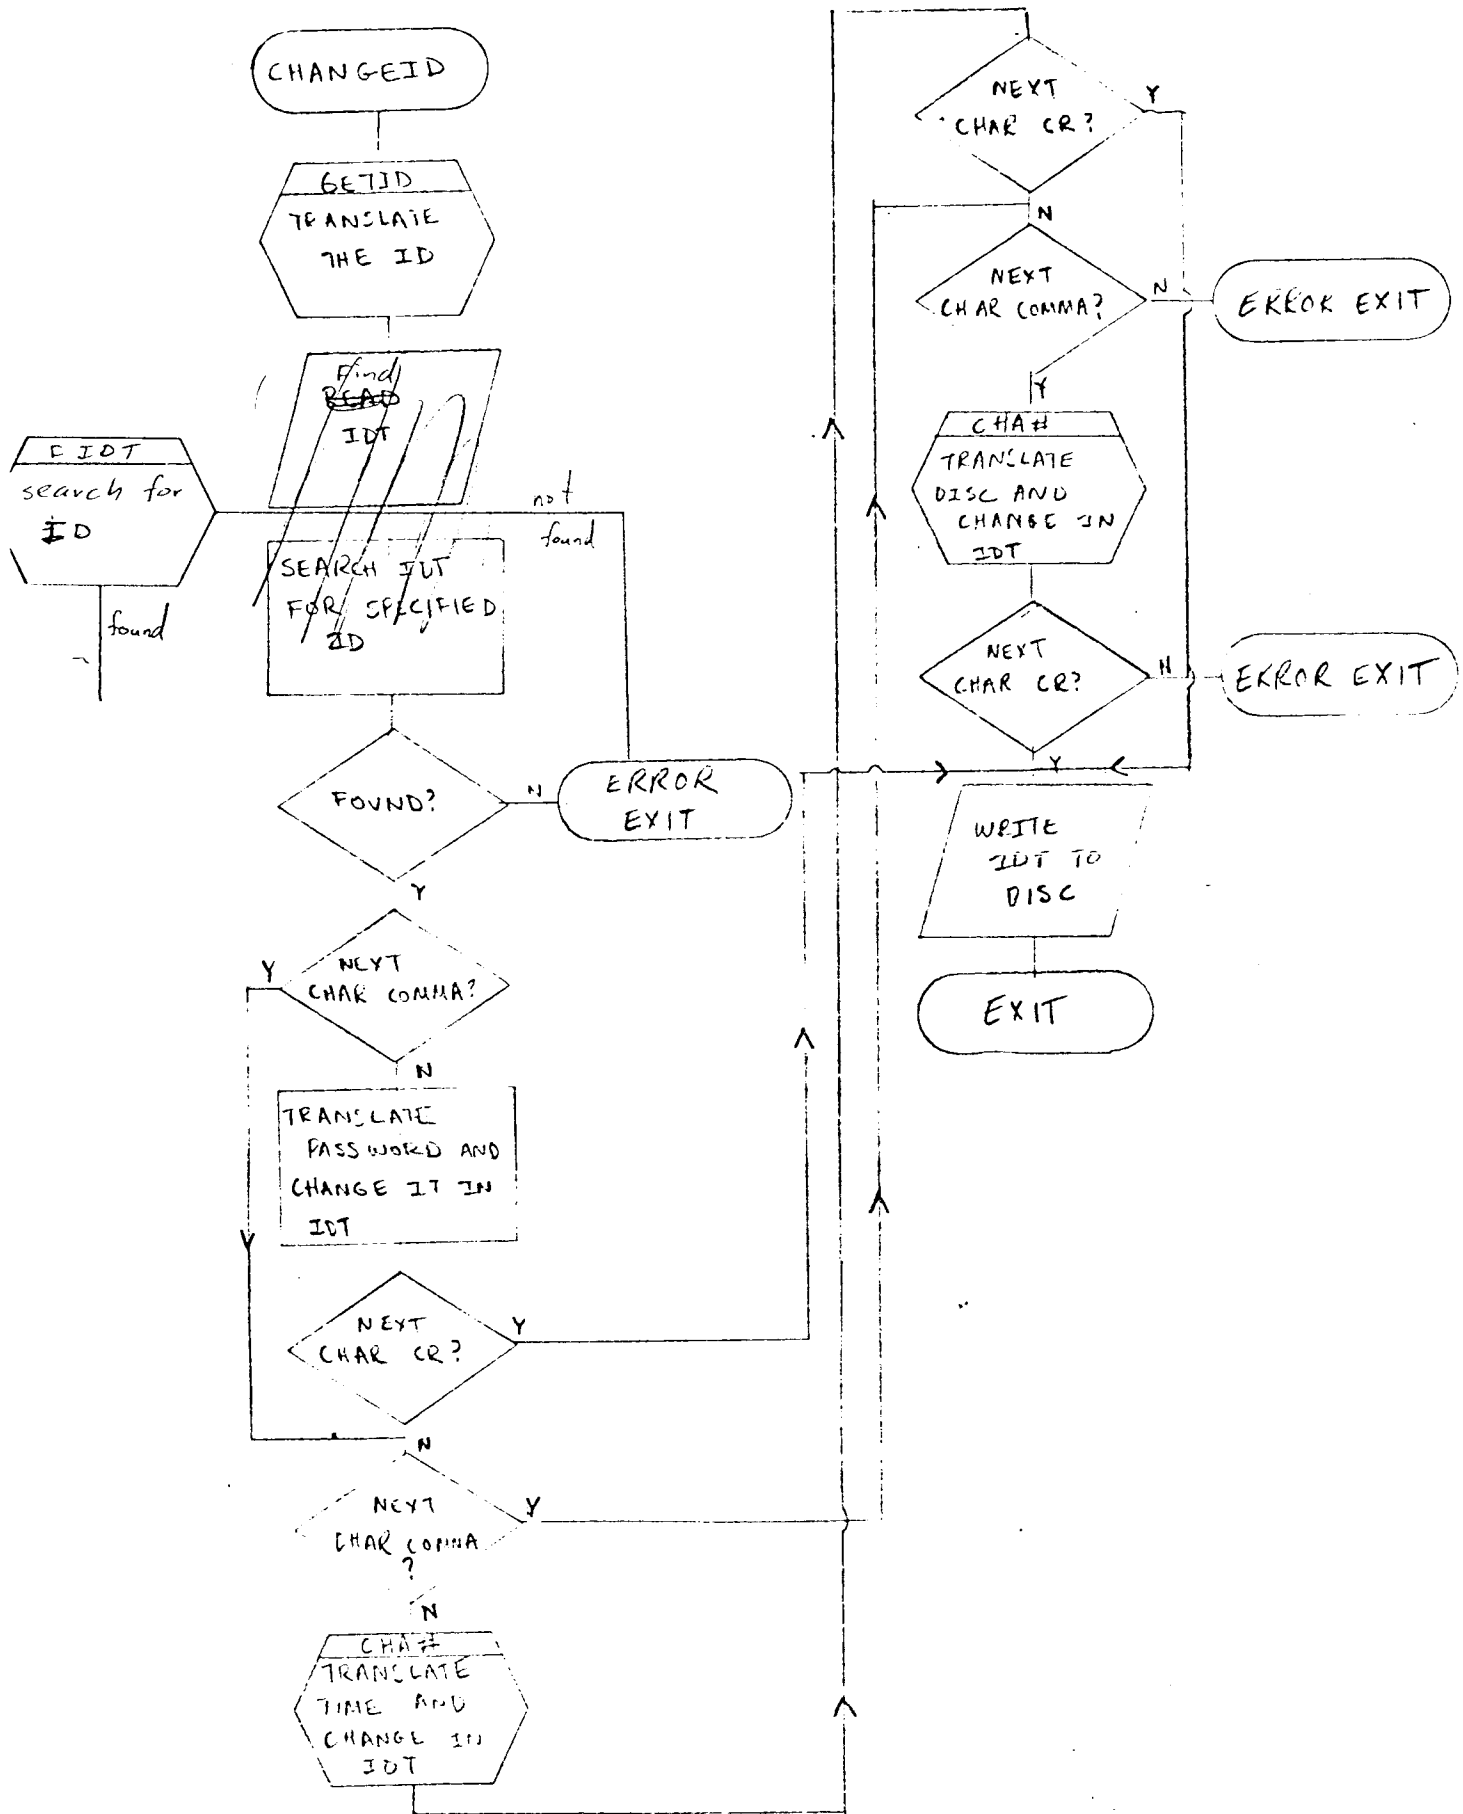 CHANGEID
GETID
TRANSLATE
THE ID
Find
READ
IDT
FIDT
search for
ID
not
found
found
SEARCH IDT
FOR SPECIFIED
ID
FOUND?
N
ERROR
EXIT
Y
NEXT
CHAR COMMA?
Y
N
TRANSLATE
PASSWORD AND
CHANGE IT IN
IDT
NEXT
CHAR CR?
Y
N
NEXT
CHAR COMMA
?
Y
N
CHA#
TRANSLATE
TIME AND
CHANGE IN
IDT
NEXT
CHAR CR?
Y
N
NEXT
CHAR COMMA?
N
ERROR EXIT
Y
CHA#
TRANSLATE
DISC AND
CHANGE IN
IDT
NEXT
CHAR CR?
N
ERROR EXIT
Y
WRITE
IDT TO
DISC
EXIT